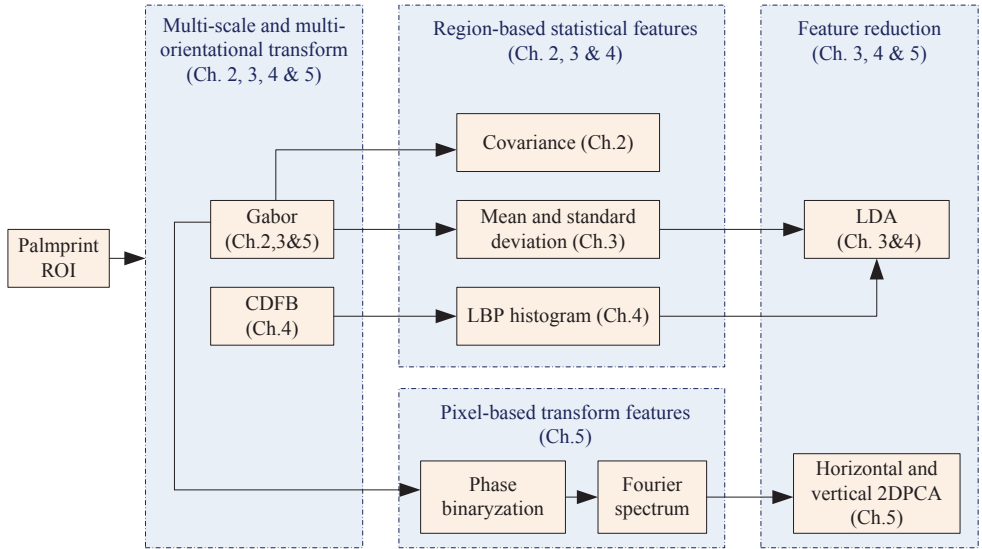 Multi-scale and multi-
orientational transform
(Ch. 2, 3, 4 & 5)
Region-based statistical features
(Ch. 2, 3 & 4)
Feature reduction
(Ch. 3, 4 & 5)
Palmprint
ROI
Gabor
(Ch.2,3&5)
CDFB
(Ch.4)
Covariance (Ch.2)
Mean and standard
deviation (Ch.3)
LBP histogram (Ch.4)
LDA
(Ch. 3&4)
Pixel-based transform features
(Ch.5)
Phase
binaryzation
Fourier
spectrum
Horizontal and
vertical 2DPCA
(Ch.5)